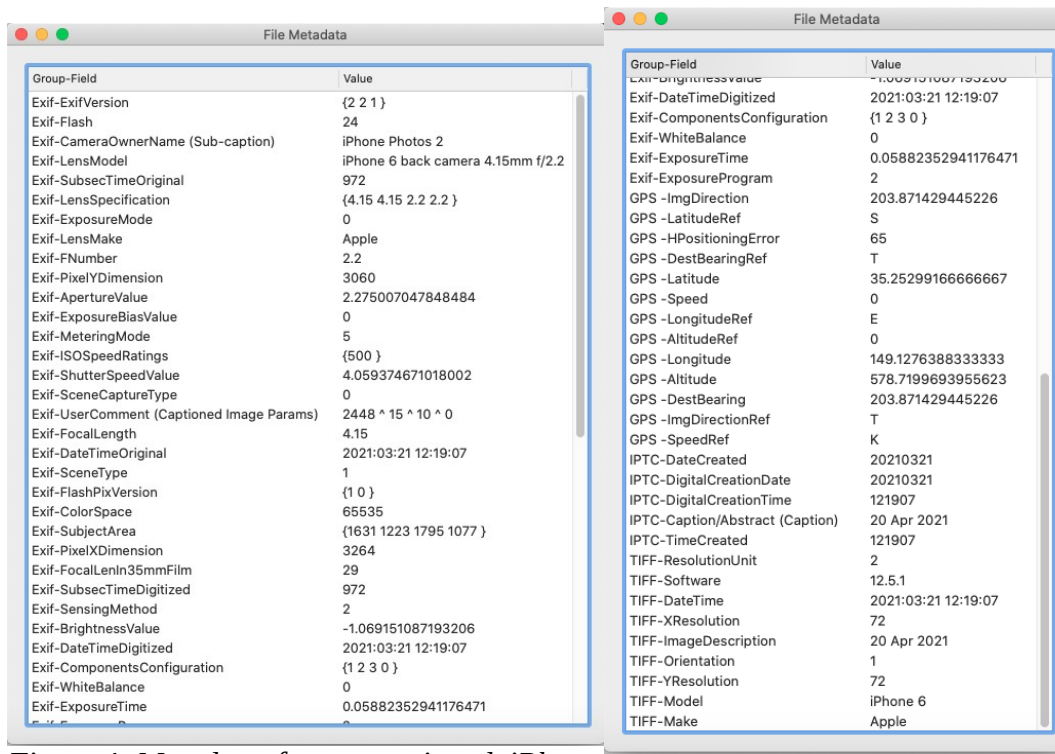 File Metadata
Group-Field Value
Exif-ExifVersion {2 2 1 }
Exif-Flash 24
Exif-CameraOwnerName (Sub-caption) iPhone Photos 2
Exif-LensModel iPhone 6 back camera 4.15mm f/2.2
Exif-SubsecTimeOriginal 972
Exif-LensSpecification {4.15 4.15 2.2 2.2 }
Exif-ExposureMode 0
Exif-LensMake Apple
Exif-FNumber 2.2
Exif-PixelYDimension 3060
Exif-ApertureValue 2.275007047848484
Exif-ExposureBiasValue 0
Exif-MeteringMode 5
Exif-ISOSpeedRatings {500 }
Exif-ShutterSpeedValue 4.059374671018002
Exif-SceneCaptureType 0
Exif-UserComment (Captioned Image Params) 2448 ^ 15 ^ 10 ^ 0
Exif-FocalLength 4.15
Exif-DateTimeOriginal 2021:03:21 12:19:07
Exif-SceneType 1
Exif-FlashPixVersion {1 0 }
Exif-ColorSpace 65535
Exif-SubjectArea {1631 1223 1795 1077 }
Exif-PixelXDimension 3264
Exif-FocalLenIn35mmFilm 29
Exif-SubsecTimeDigitized 972
Exif-SensingMethod 2
Exif-BrightnessValue -1.069151087193206
Exif-DateTimeDigitized 2021:03:21 12:19:07
Exif-ComponentsConfiguration {1 2 3 0 }
Exif-WhiteBalance 0
Exif-ExposureTime 0.05882352941176471
File Metadata
Group-Field Value
Exif-BrightnessValue -1.069151087193206
Exif-DateTimeDigitized 2021:03:21 12:19:07
Exif-ComponentsConfiguration {1 2 3 0 }
Exif-WhiteBalance 0
Exif-ExposureTime 0.05882352941176471
Exif-ExposureProgram 2
GPS -ImgDirection 203.871429445226
GPS -LatitudeRef S
GPS -HPositioningError 65
GPS -DestBearingRef T
GPS -Latitude 35.25299166666667
GPS -Speed 0
GPS -LongitudeRef E
GPS -AltitudeRef 0
GPS -Longitude 149.1276388333333
GPS -Altitude 578.7199693955623
GPS -DestBearing 203.871429445226
GPS -ImgDirectionRef T
GPS -SpeedRef K
IPTC-DateCreated 20210321
IPTC-DigitalCreationDate 20210321
IPTC-DigitalCreationTime 121907
IPTC-Caption/Abstract (Caption) 20 Apr 2021
IPTC-TimeCreated 121907
TIFF-ResolutionUnit 2
TIFF-Software 12.5.1
TIFF-DateTime 2021:03:21 12:19:07
TIFF-XResolution 72
TIFF-ImageDescription 20 Apr 2021
TIFF-Orientation 1
TIFF-YResolution 72
TIFF-Model iPhone 6
TIFF-Make Apple